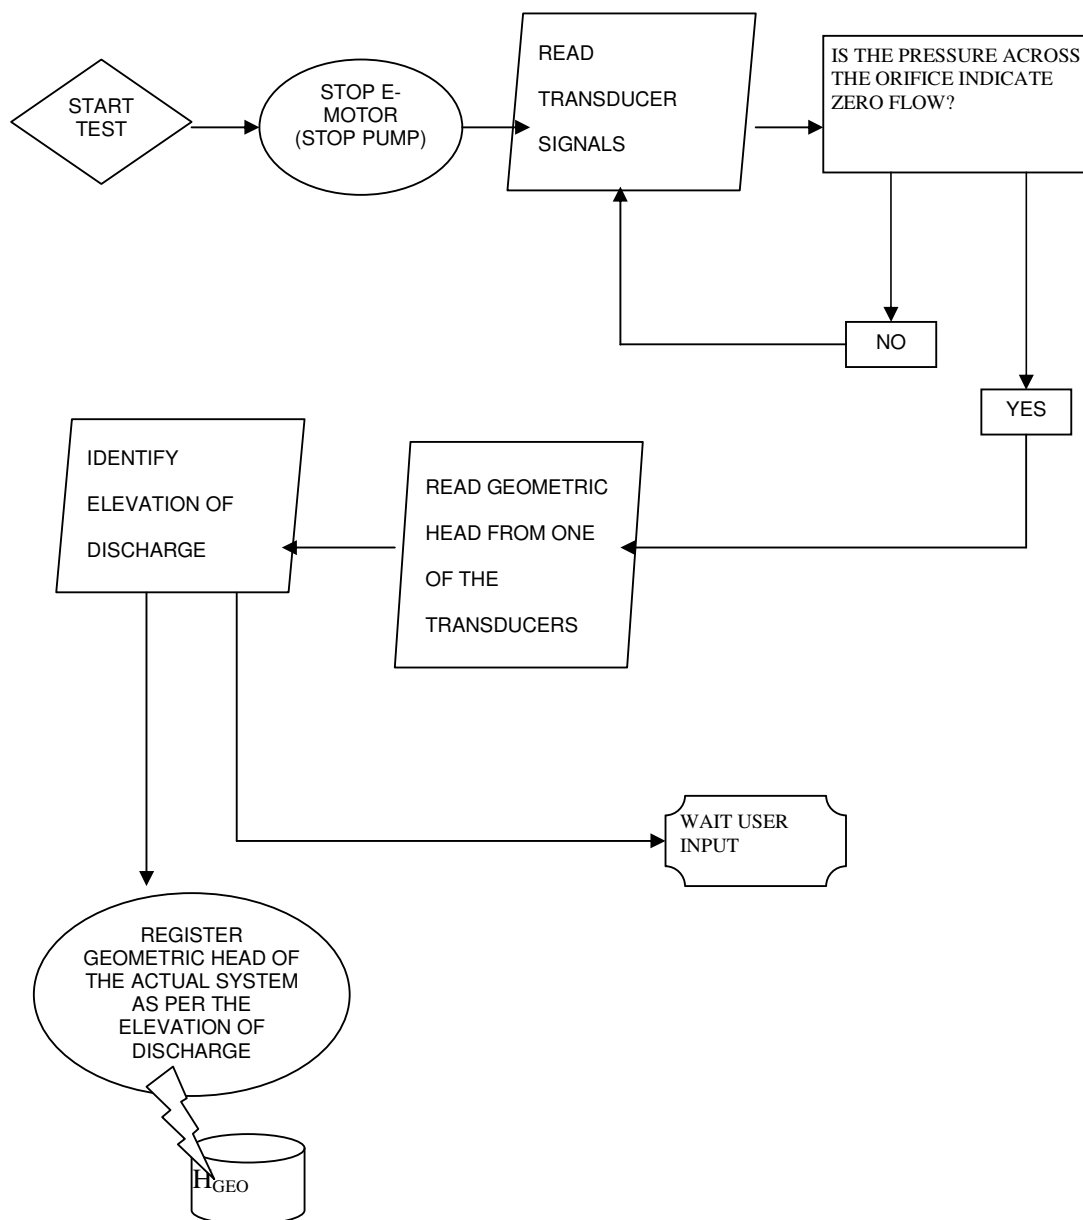 START
TEST
STOP E-
MOTOR
(STOP PUMP)
READ
TRANSDUCER
SIGNALS
IS THE PRESSURE ACROSS
THE ORIFICE INDICATE
ZERO FLOW?
NO
YES
IDENTIFY
ELEVATION OF
DISCHARGE
READ GEOMETRIC
HEAD FROM ONE
OF THE
TRANSDUCERS
WAIT USER
INPUT
REGISTER
GEOMETRIC HEAD OF
THE ACTUAL SYSTEM
AS PER THE
ELEVATION OF
DISCHARGE
HGEO